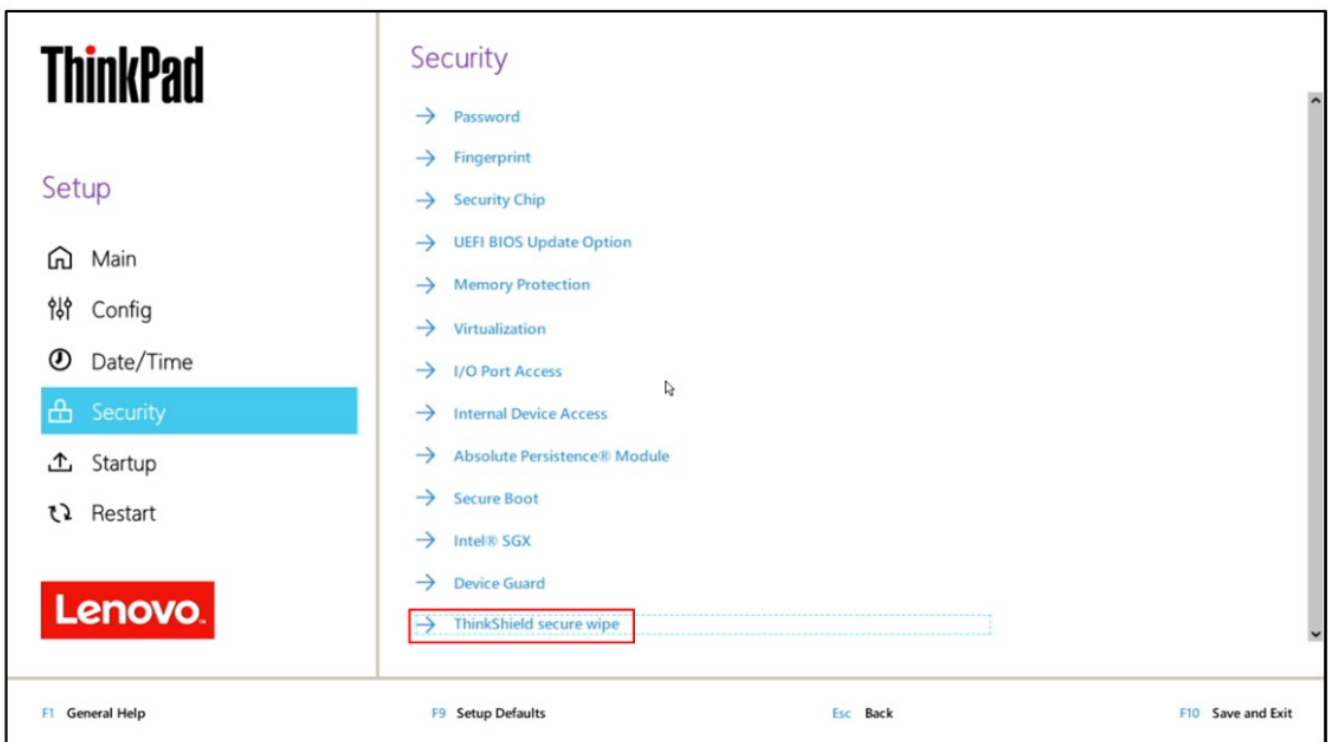 ThinkPad
Setup
Main
Config
Date/Time
Security
Startup
Restart
Lenovo.
Security
Password
Fingerprint
Security Chip
UEFI BIOS Update Option
Memory Protection
Virtualization
I/O Port Access
Internal Device Access
Absolute Persistence® Module
Secure Boot
Intel® SGX
Device Guard
ThinkShield secure wipe
F1 General Help
F9 Setup Defaults
Esc Back
F10 Save and Exit